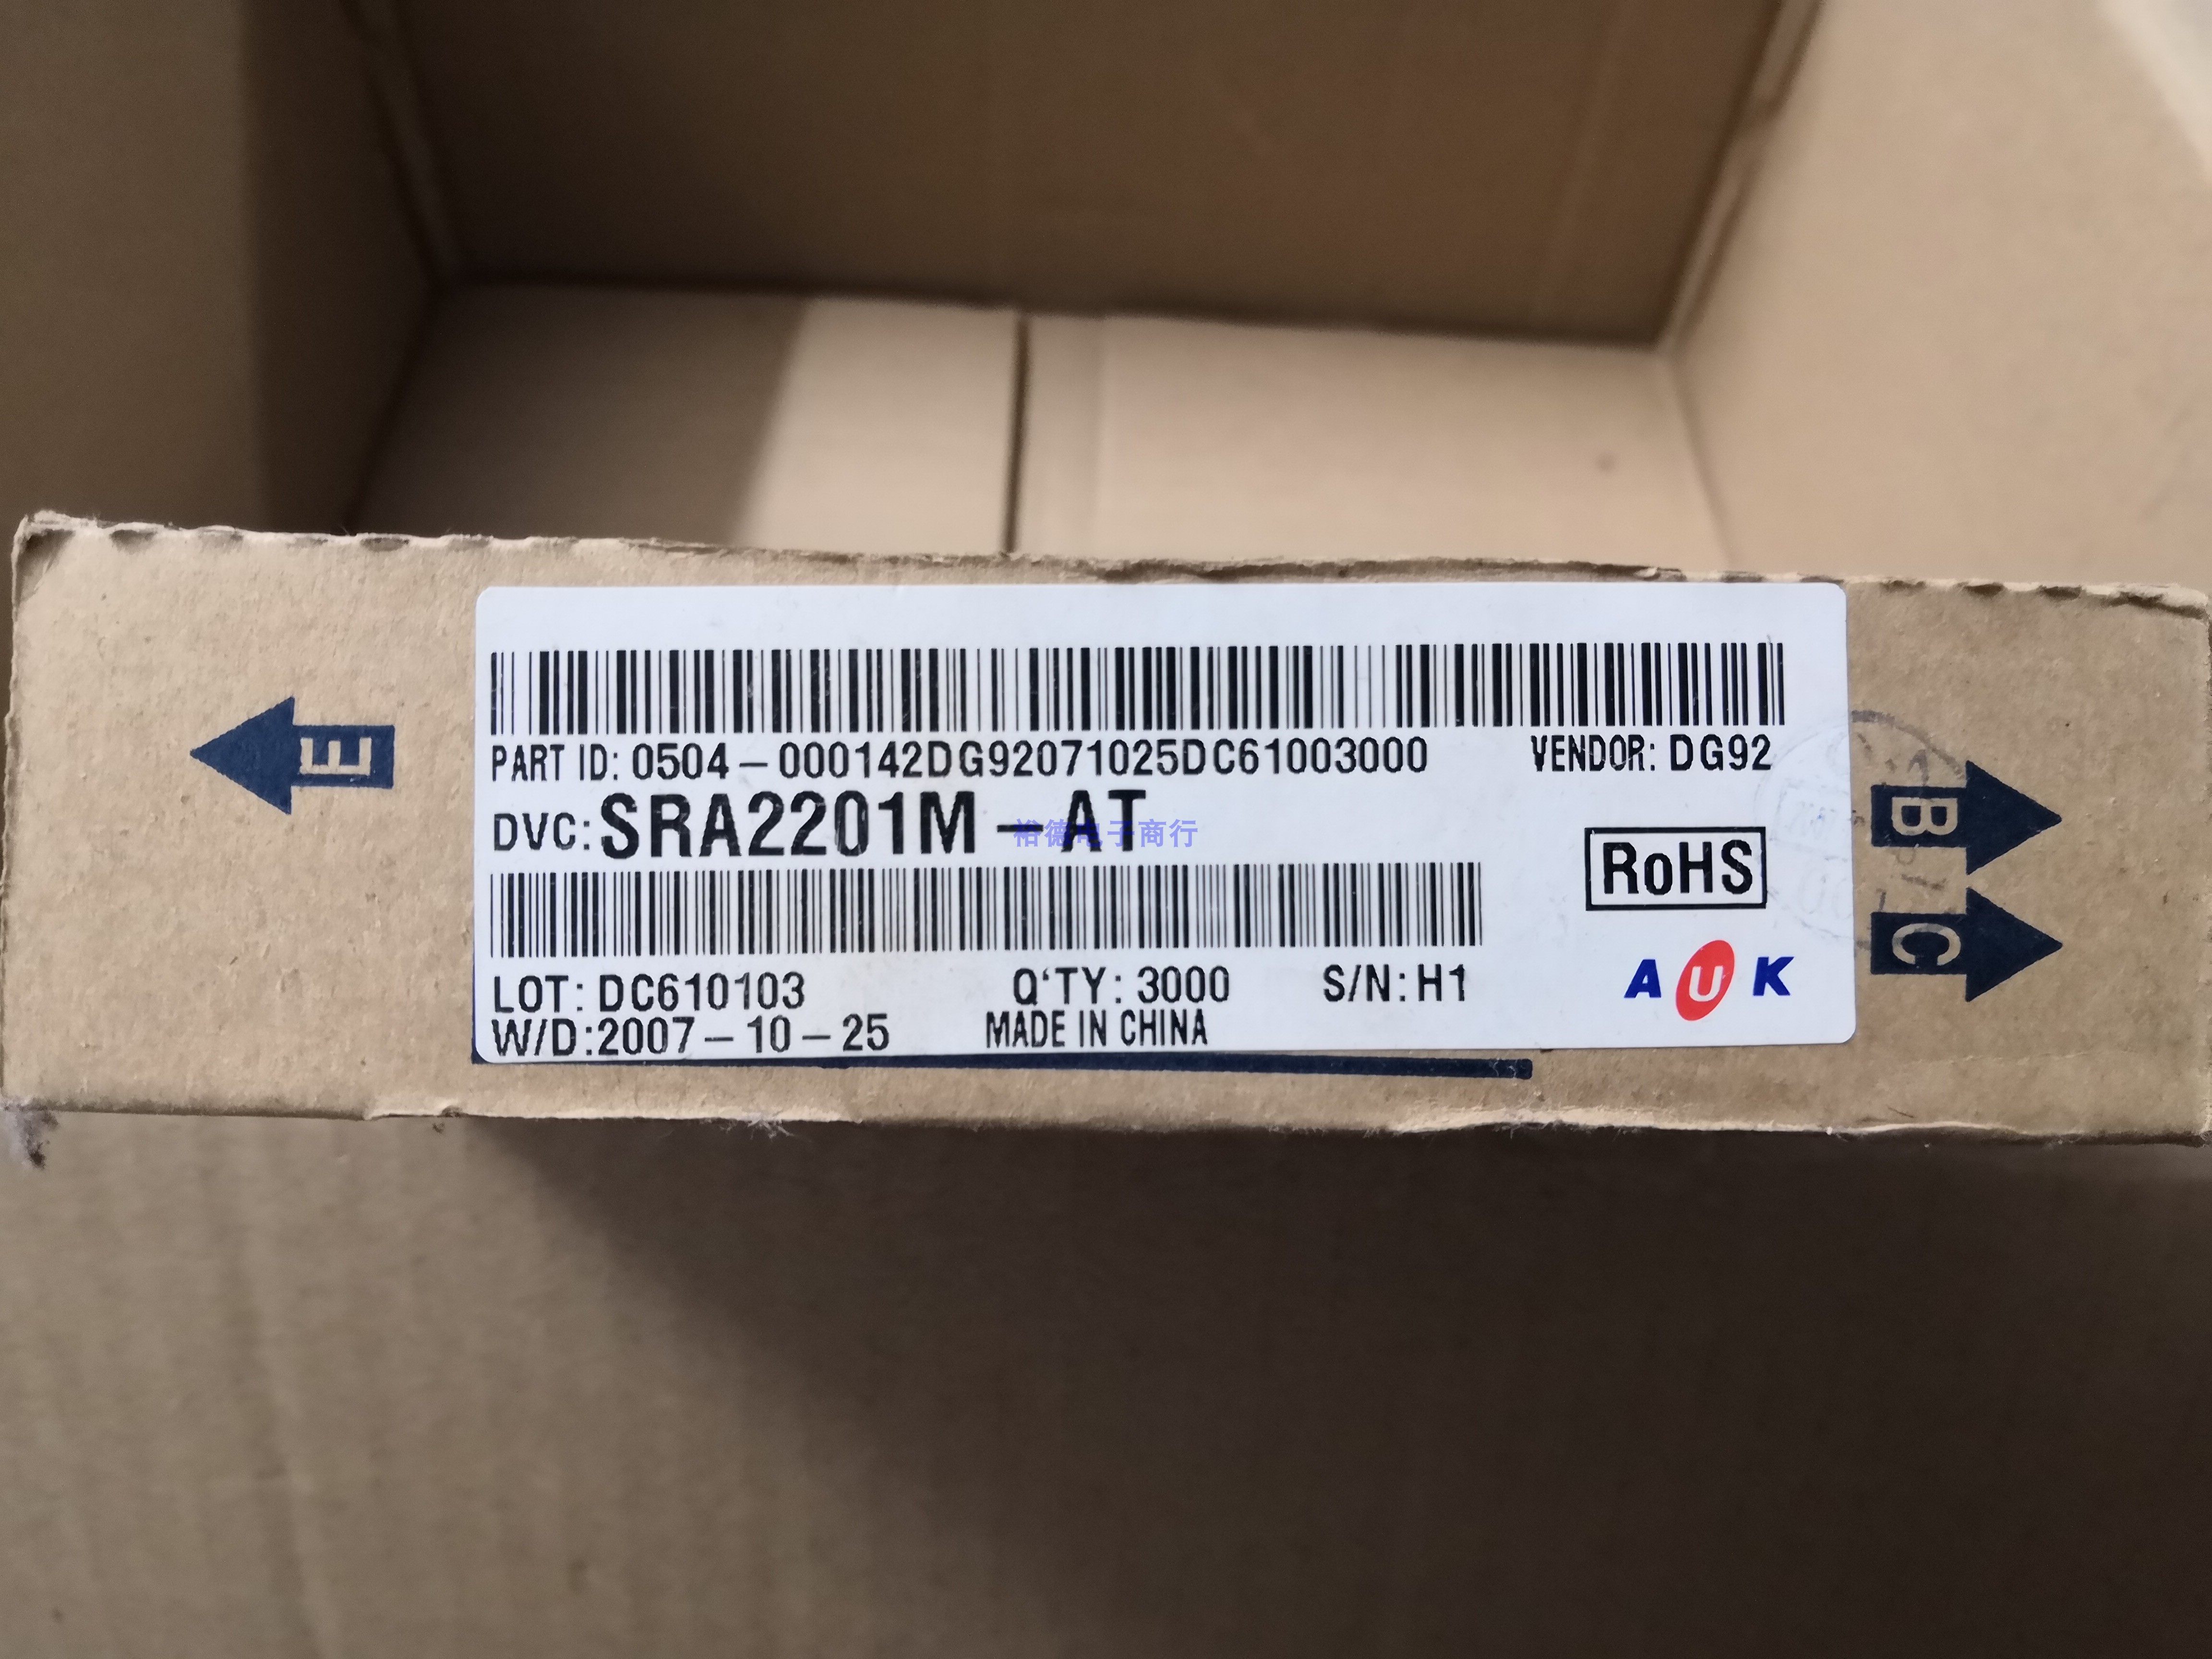 PART ID: 0504-000142DG92071025DC61003000 VENDOR: DG92
DVC: SRA2201M-AT
裕德电子商行
RoHS
LOT: DC610103 Q'TY: 3000 S/N: H1
W/D:2007-10-25 MADE IN CHINA
AUK
E
B
C